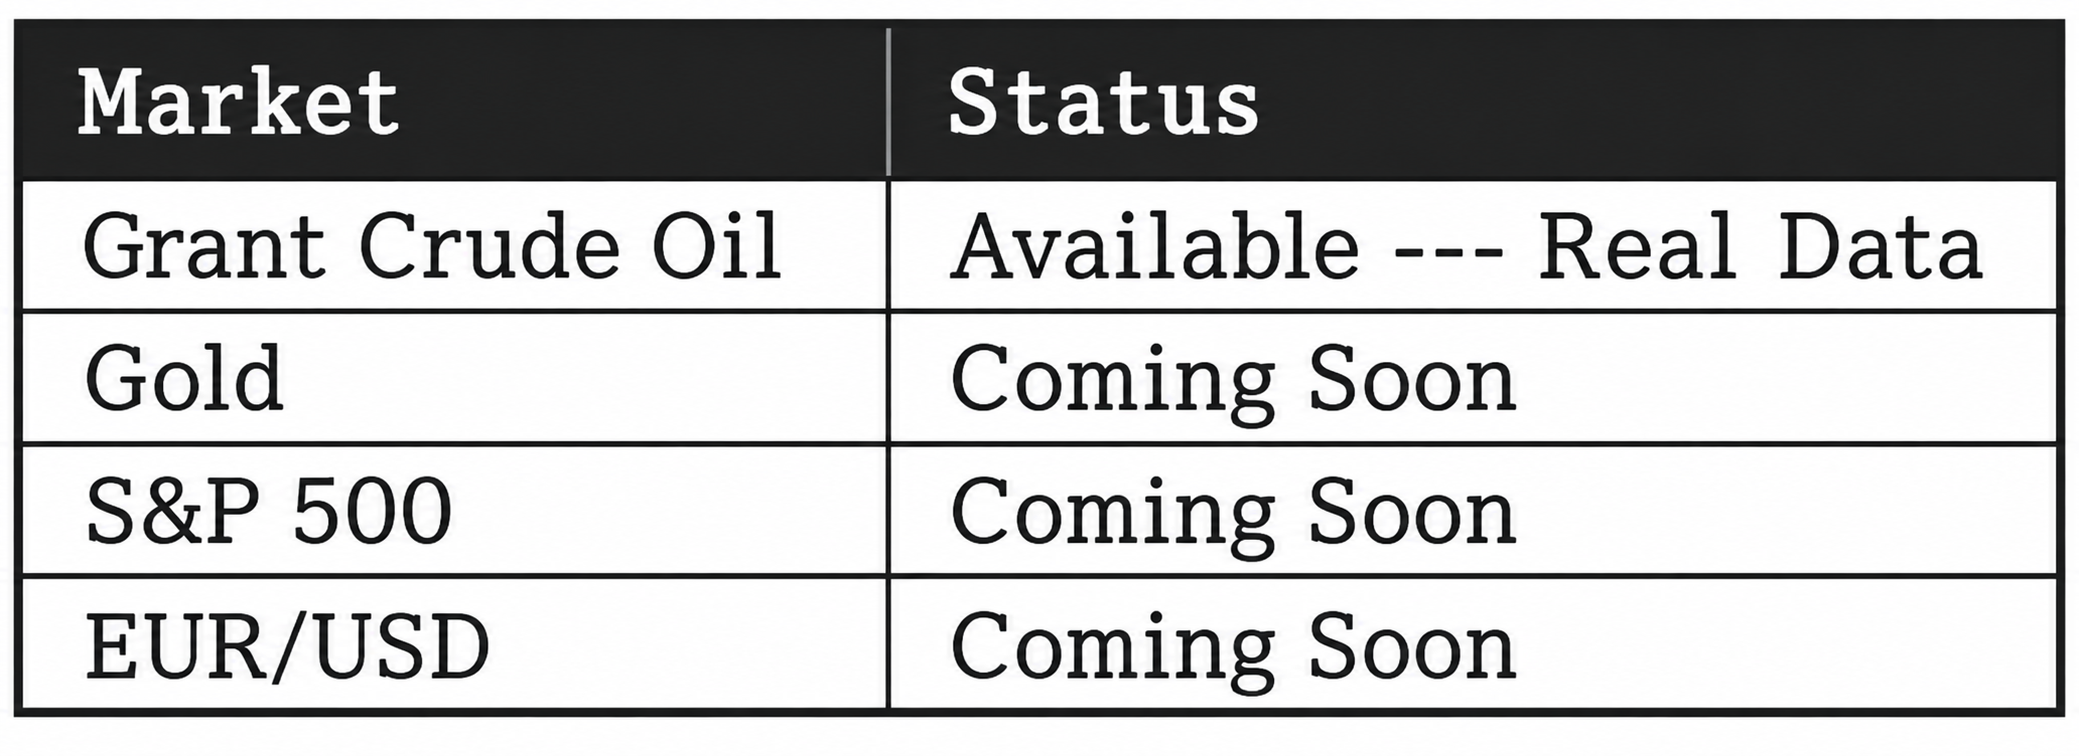 Market Status
Grant Crude Oil Available --- Real Data
Gold Coming Soon
S&P 500 Coming Soon
EUR/USD Coming Soon